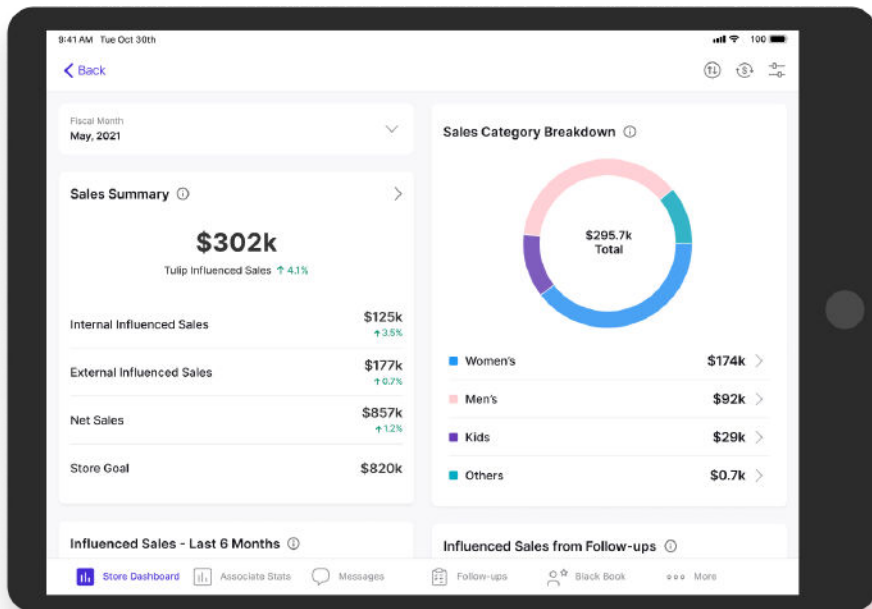 9:41 AM Tue Oct 30th
100
Back
Fiscal Month
May, 2021
Sales Summary
$302k
Tulip Influenced Sales ↑ 4.1%
Internal Influenced Sales
$125k
↑ 3.5%
External Influenced Sales
$177k
↑ 0.7%
Net Sales
$857k
↑ 1.2%
Store Goal
$820k
Influenced Sales - Last 6 Months
Sales Category Breakdown
$295.7k
Total
Women's
$174k
Men's
$92k
Kids
$29k
Others
$0.7k
Influenced Sales from Follow-ups
Store Dashboard
Associate Stats
Messages
Follow-ups
Black Book
More